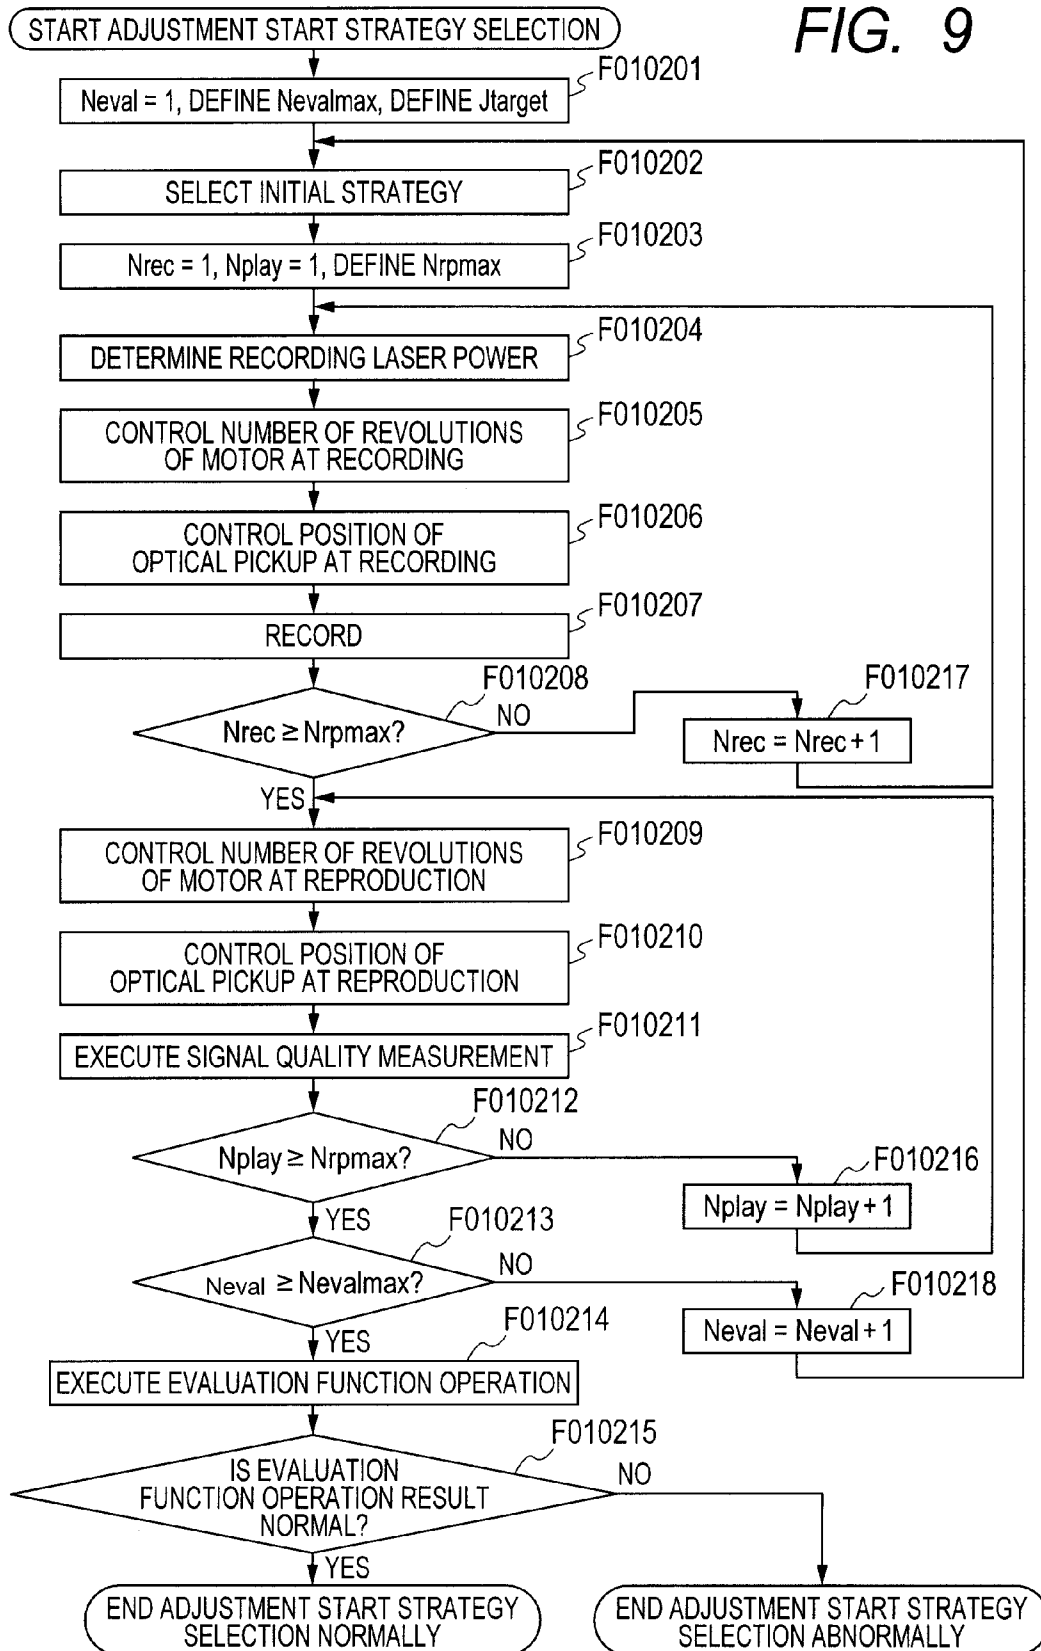 FIG. 9
START ADJUSTMENT START STRATEGY SELECTION
F010201
Neval = 1, DEFINE Nevalmax, DEFINE Jtarget
F010202
SELECT INITIAL STRATEGY
F010203
Nrec = 1, Nplay = 1, DEFINE Nrpmax
F010204
DETERMINE RECORDING LASER POWER
F010205
CONTROL NUMBER OF REVOLUTIONS
OF MOTOR AT RECORDING
F010206
CONTROL POSITION OF
OPTICAL PICKUP AT RECORDING
F010207
RECORD
F010208
Nrec ≧ Nrpmax?
NO
F010217
Nrec = Nrec + 1
YES
F010209
CONTROL NUMBER OF REVOLUTIONS
OF MOTOR AT REPRODUCTION
F010210
CONTROL POSITION OF
OPTICAL PICKUP AT REPRODUCTION
F010211
EXECUTE SIGNAL QUALITY MEASUREMENT
F010212
Nplay ≧ Nrpmax?
NO
F010216
Nplay = Nplay + 1
YES
F010213
Neval ≧ Nevalmax?
NO
F010218
Neval = Neval + 1
YES
F010214
EXECUTE EVALUATION FUNCTION OPERATION
F010215
IS EVALUATION
FUNCTION OPERATION RESULT
NORMAL?
NO
YES
END ADJUSTMENT START STRATEGY
SELECTION NORMALLY
END ADJUSTMENT START STRATEGY
SELECTION ABNORMALLY